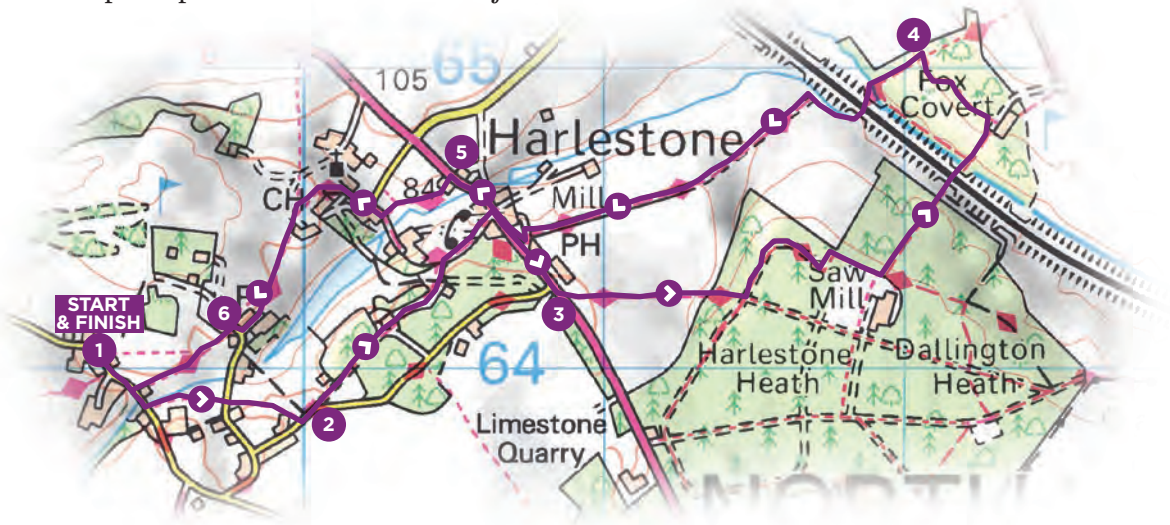 105
65
4
Fox
Covert
5
Harlestone
84
CH
Mill
PH
START
& FINISH
1
6
3
Saw
Mill
64
Harlestone
Heath
Dallington
Heath
2
Limestone
Quarry